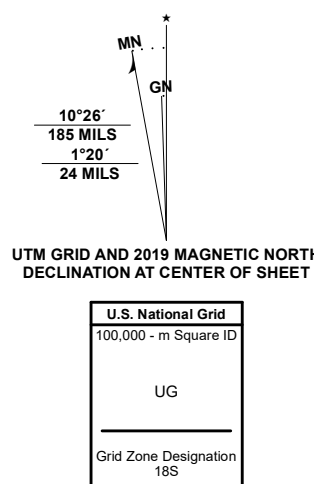 MN
GN
10°26´
185 MILS
1°20´
24 MILS
UTM GRID AND 2019 MAGNETIC NORTH
DECLINATION AT CENTER OF SHEET
U.S. National Grid
100,000 - m Square ID
UG
Grid Zone Designation
18S